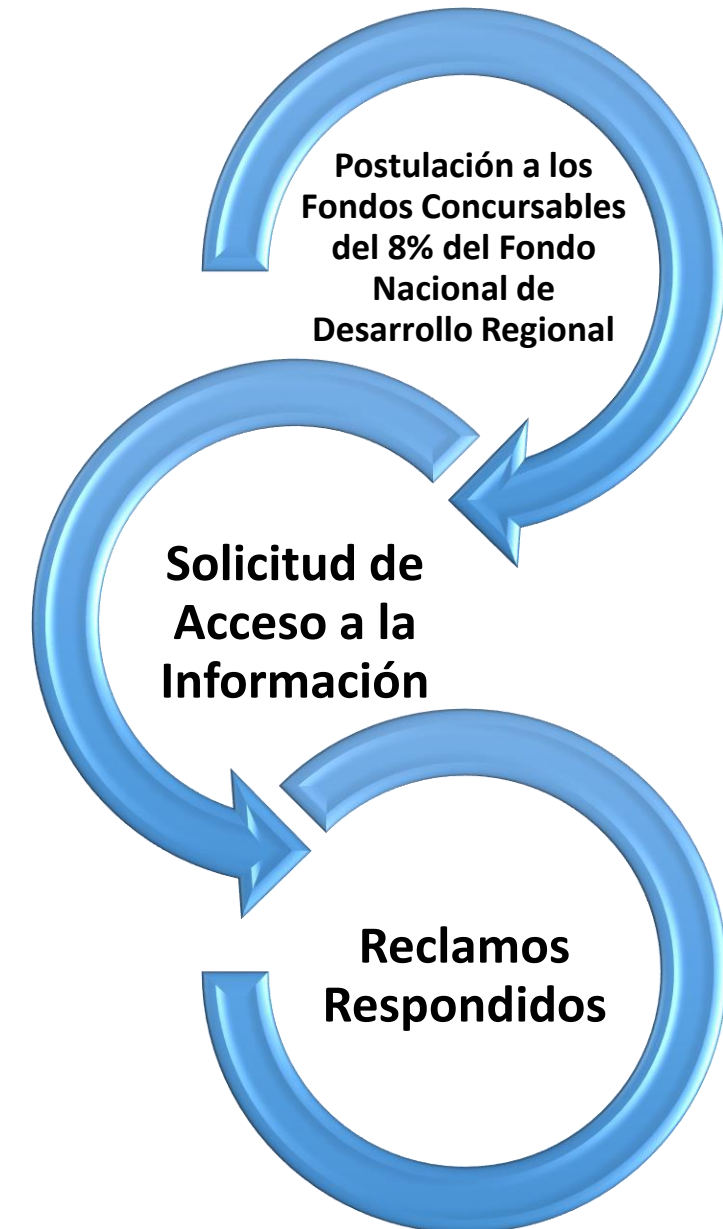 Postulación a los
Fondos Concursables
del 8% del Fondo
Nacional de
Desarrollo Regional
Solicitud de
Acceso a la
Información
Reclamos
Respondidos